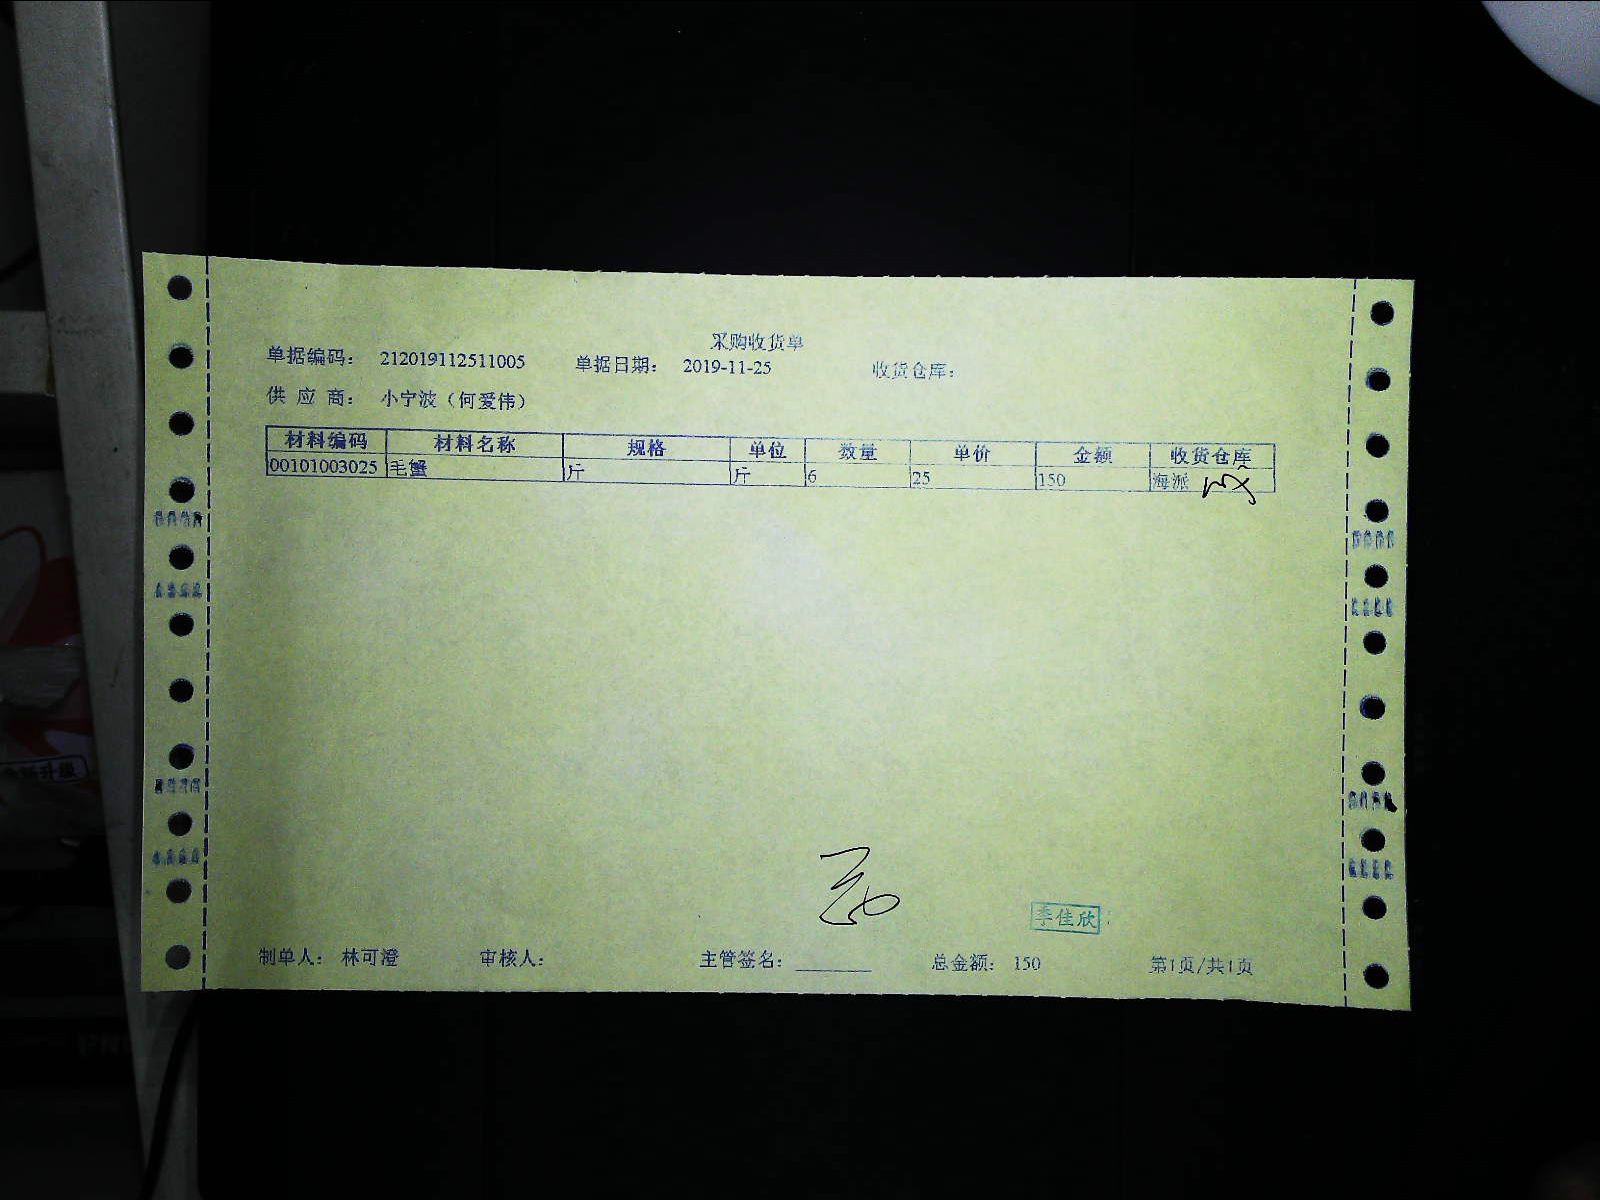 采购收货单
单据编码： 212019112511005 单据日期： 2019-11-25 收货仓库：
供 应 商： 小宁波（何爱伟）
材料编码 材料名称 规格 单位 数量 单价 金额 收货仓库
00101003025 毛蟹 斤 斤 6 25 150 海派
李佳欣
制单人： 林可澄 审核人： 主管签名： 总金额： 150 第1页/共1页
升级